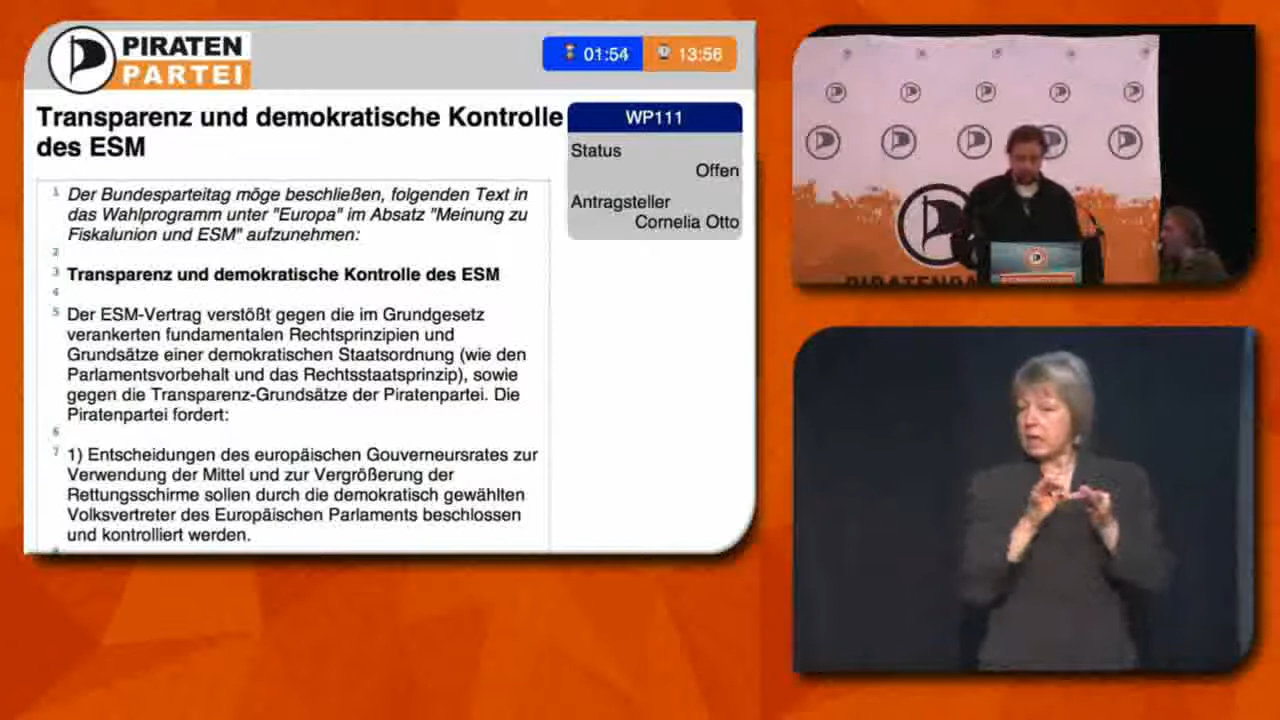 PIRATEN
PARTEI
01:54
13:56
Transparenz und demokratische Kontrolle
des ESM
WP111
Status
Offen
Antragsteller
Cornelia Otto
1 Der Bundesparteitag möge beschließen, folgenden Text in
das Wahlprogramm unter "Europa" im Absatz "Meinung zu
Fiskalunion und ESM" aufzunehmen:
2
3 Transparenz und demokratische Kontrolle des ESM
4
5 Der ESM-Vertrag verstößt gegen die im Grundgesetz
verankerten fundamentalen Rechtsprinzipien und
Grundsätze einer demokratischen Staatsordnung (wie den
Parlamentsvorbehalt und das Rechtsstaatsprinzip), sowie
gegen die Transparenz-Grundsätze der Piratenpartei. Die
Piratenpartei fordert:
6
7 1) Entscheidungen des europäischen Gouverneursrates zur
Verwendung der Mittel und zur Vergrößerung der
Rettungsschirme sollen durch die demokratisch gewählten
Volksvertreter des Europäischen Parlaments beschlossen
und kontrolliert werden.